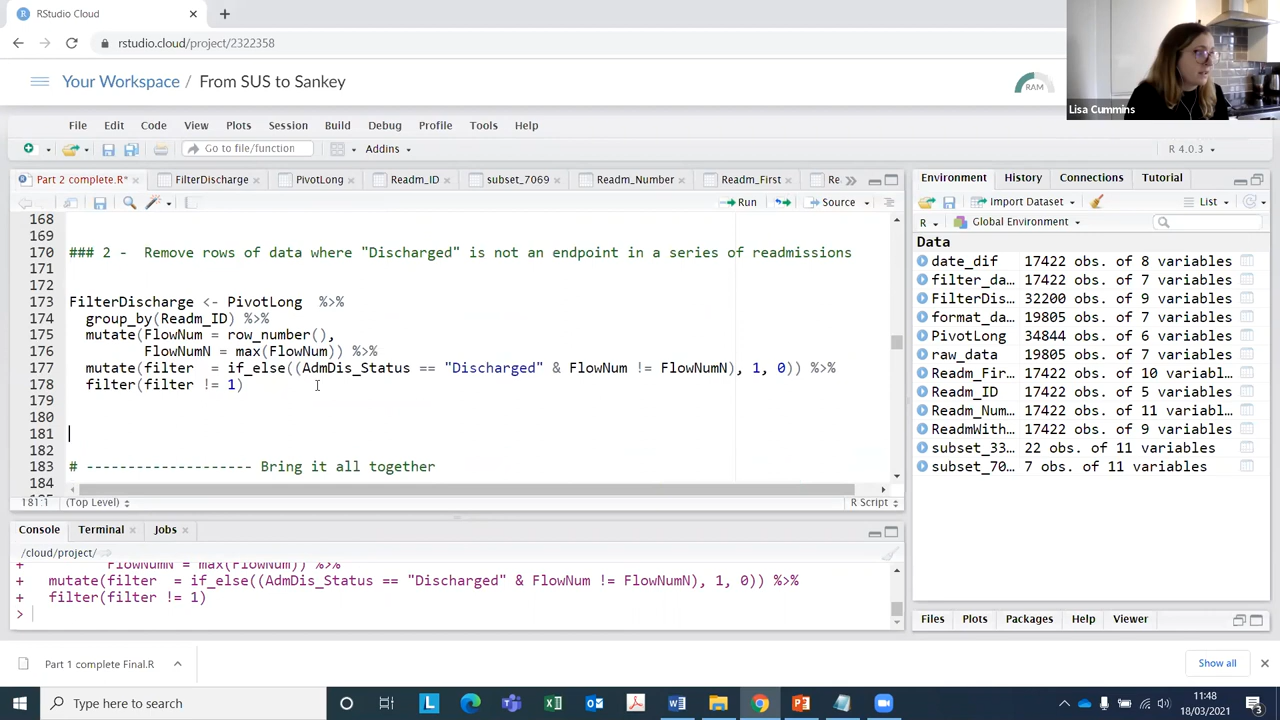 RStudio Cloud
rstudio.cloud/project/2322358
Your Workspace / From SUS to Sankey
RAM
Lisa Cummins
File Edit Code View Plots Session Build Debug Profile Tools Help
Go to file/function Addins R 4.0.3
Part 2 complete.R* FilterDischarge PivotLong Readm_ID subset_7069 Readm_Number Readm_First Re
Run Source
168
169
170 ### 2 - Remove rows of data where "Discharged" is not an endpoint in a series of readmissions
171
172
173 FilterDischarge <- PivotLong %>%
174 group_by(Readm_ID) %>%
175 mutate(FlowNum = row_number(),
176 FlowNumN = max(FlowNum)) %>%
177 mutate(filter = if_else((AdmDis_Status == "Discharged" & FlowNum != FlowNumN), 1, 0)) %>%
178 filter(filter != 1)
179
180
181
182
183 # -------------------- Bring it all together
184
181:1 (Top Level) R Script
Console Terminal Jobs
/cloud/project/
+ FlowNumN = max(FlowNum)) %>%
+ mutate(filter = if_else((AdmDis_Status == "Discharged" & FlowNum != FlowNumN), 1, 0)) %>%
+ filter(filter != 1)
>
Environment History Connections Tutorial
Import Dataset List
R Global Environment
Data
date_dif 17422 obs. of 8 variables
filter_da… 17422 obs. of 7 variables
FilterDis… 32200 obs. of 9 variables
format_da… 19805 obs. of 7 variables
PivotLong 34844 obs. of 6 variables
raw_data 19805 obs. of 7 variables
Readm_Fir… 17422 obs. of 10 variables
Readm_ID 17422 obs. of 5 variables
Readm_Num… 17422 obs. of 11 variables
ReadmWith… 17422 obs. of 9 variables
subset_33… 22 obs. of 11 variables
subset_70… 7 obs. of 11 variables
Files Plots Packages Help Viewer
Part 1 complete Final.R Show all
Type here to search
11:48
18/03/2021
3